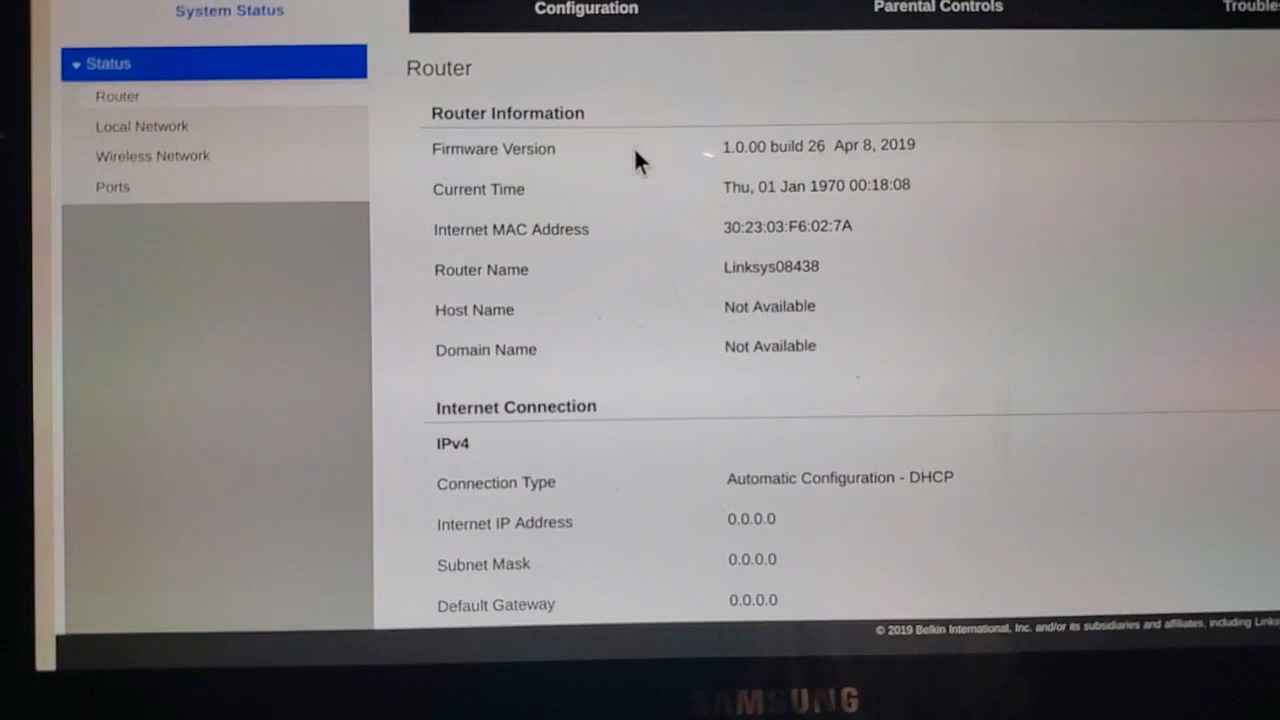 System Status
Configuration
Parental Controls
Trouble
Status
Router
Local Network
Wireless Network
Ports
Router
Router Information
Firmware Version 1.0.00 build 26 Apr 8, 2019
Current Time Thu, 01 Jan 1970 00:18:08
Internet MAC Address 30:23:03:F6:02:7A
Router Name Linksys08438
Host Name Not Available
Domain Name Not Available
Internet Connection
IPv4
Connection Type Automatic Configuration - DHCP
Internet IP Address 0.0.0.0
Subnet Mask 0.0.0.0
Default Gateway 0.0.0.0
© 2019 Belkin International, Inc. and/or its subsidiaries and affiliates, including Links
SAMSUNG